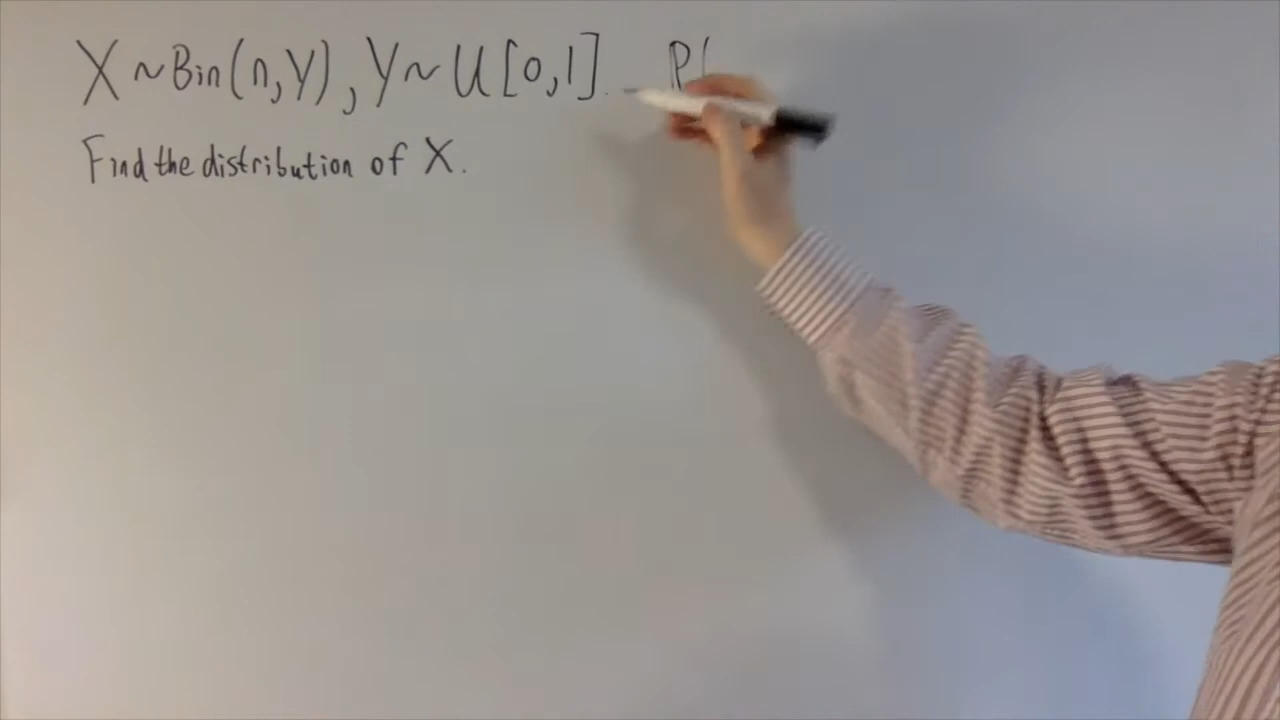 X ~ Bin(n,Y), Y ~ U[0,1]. P(
Find the distribution of X.